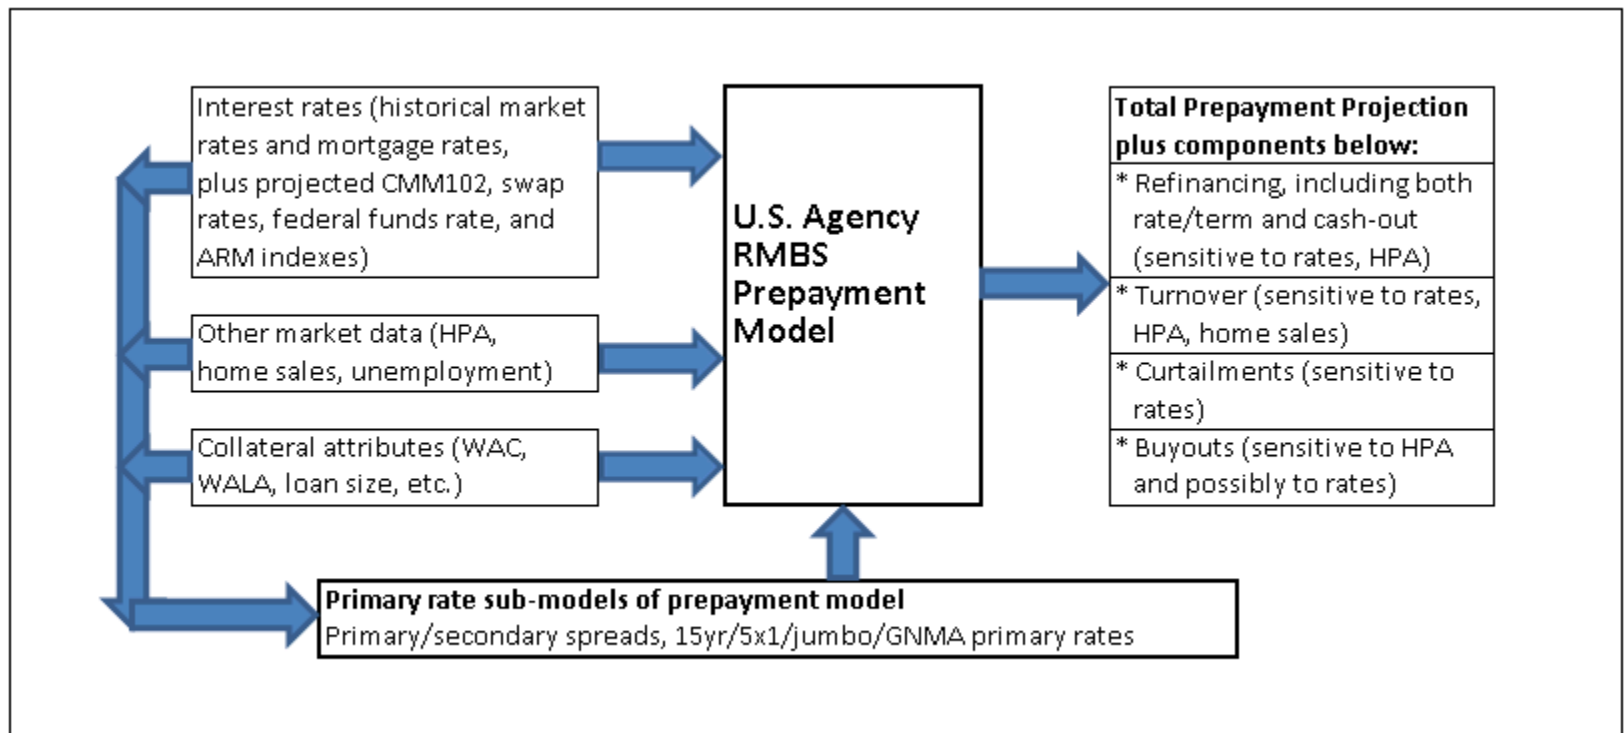 Interest rates (historical market
rates and mortgage rates,
plus projected CMM102, swap
rates, federal funds rate, and
ARM indexes)
Other market data (HPA,
home sales, unemployment)
Collateral attributes (WAC,
WALA, loan size, etc.)
U.S. Agency
RMBS
Prepayment
Model
Total Prepayment Projection
plus components below:
* Refinancing, including both
rate/term and cash-out
(sensitive to rates, HPA)
* Turnover (sensitive to rates,
HPA, home sales)
* Curtailments (sensitive to
rates)
* Buyouts (sensitive to HPA
and possibly to rates)
Primary rate sub-models of prepayment model
Primary/secondary spreads, 15yr/5x1/jumbo/GNMA primary rates